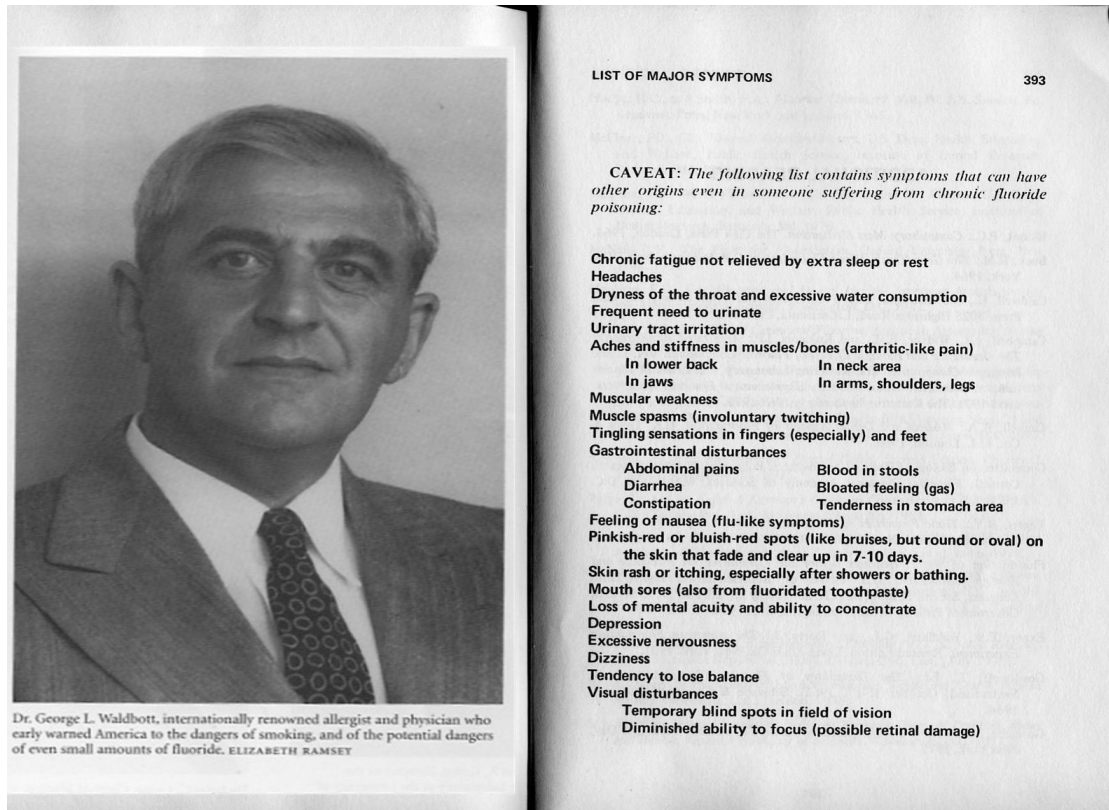 Dr. George L. Waldbott, internationally renowned allergist and physician who
early warned America to the dangers of smoking, and of the potential dangers
of even small amounts of fluoride. ELIZABETH RAMSEY
LIST OF MAJOR SYMPTOMS 393
CAVEAT: The following list contains symptoms that can have
other origins even in someone suffering from chronic fluoride
poisoning:
Chronic fatigue not relieved by extra sleep or rest
Headaches
Dryness of the throat and excessive water consumption
Frequent need to urinate
Urinary tract irritation
Aches and stiffness in muscles/bones (arthritic-like pain)
In lower back In neck area
In jaws In arms, shoulders, legs
Muscular weakness
Muscle spasms (involuntary twitching)
Tingling sensations in fingers (especially) and feet
Gastrointestinal disturbances
Abdominal pains Blood in stools
Diarrhea Bloated feeling (gas)
Constipation Tenderness in stomach area
Feeling of nausea (flu-like symptoms)
Pinkish-red or bluish-red spots (like bruises, but round or oval) on
the skin that fade and clear up in 7-10 days.
Skin rash or itching, especially after showers or bathing.
Mouth sores (also from fluoridated toothpaste)
Loss of mental acuity and ability to concentrate
Depression
Excessive nervousness
Dizziness
Tendency to lose balance
Visual disturbances
Temporary blind spots in field of vision
Diminished ability to focus (possible retinal damage)